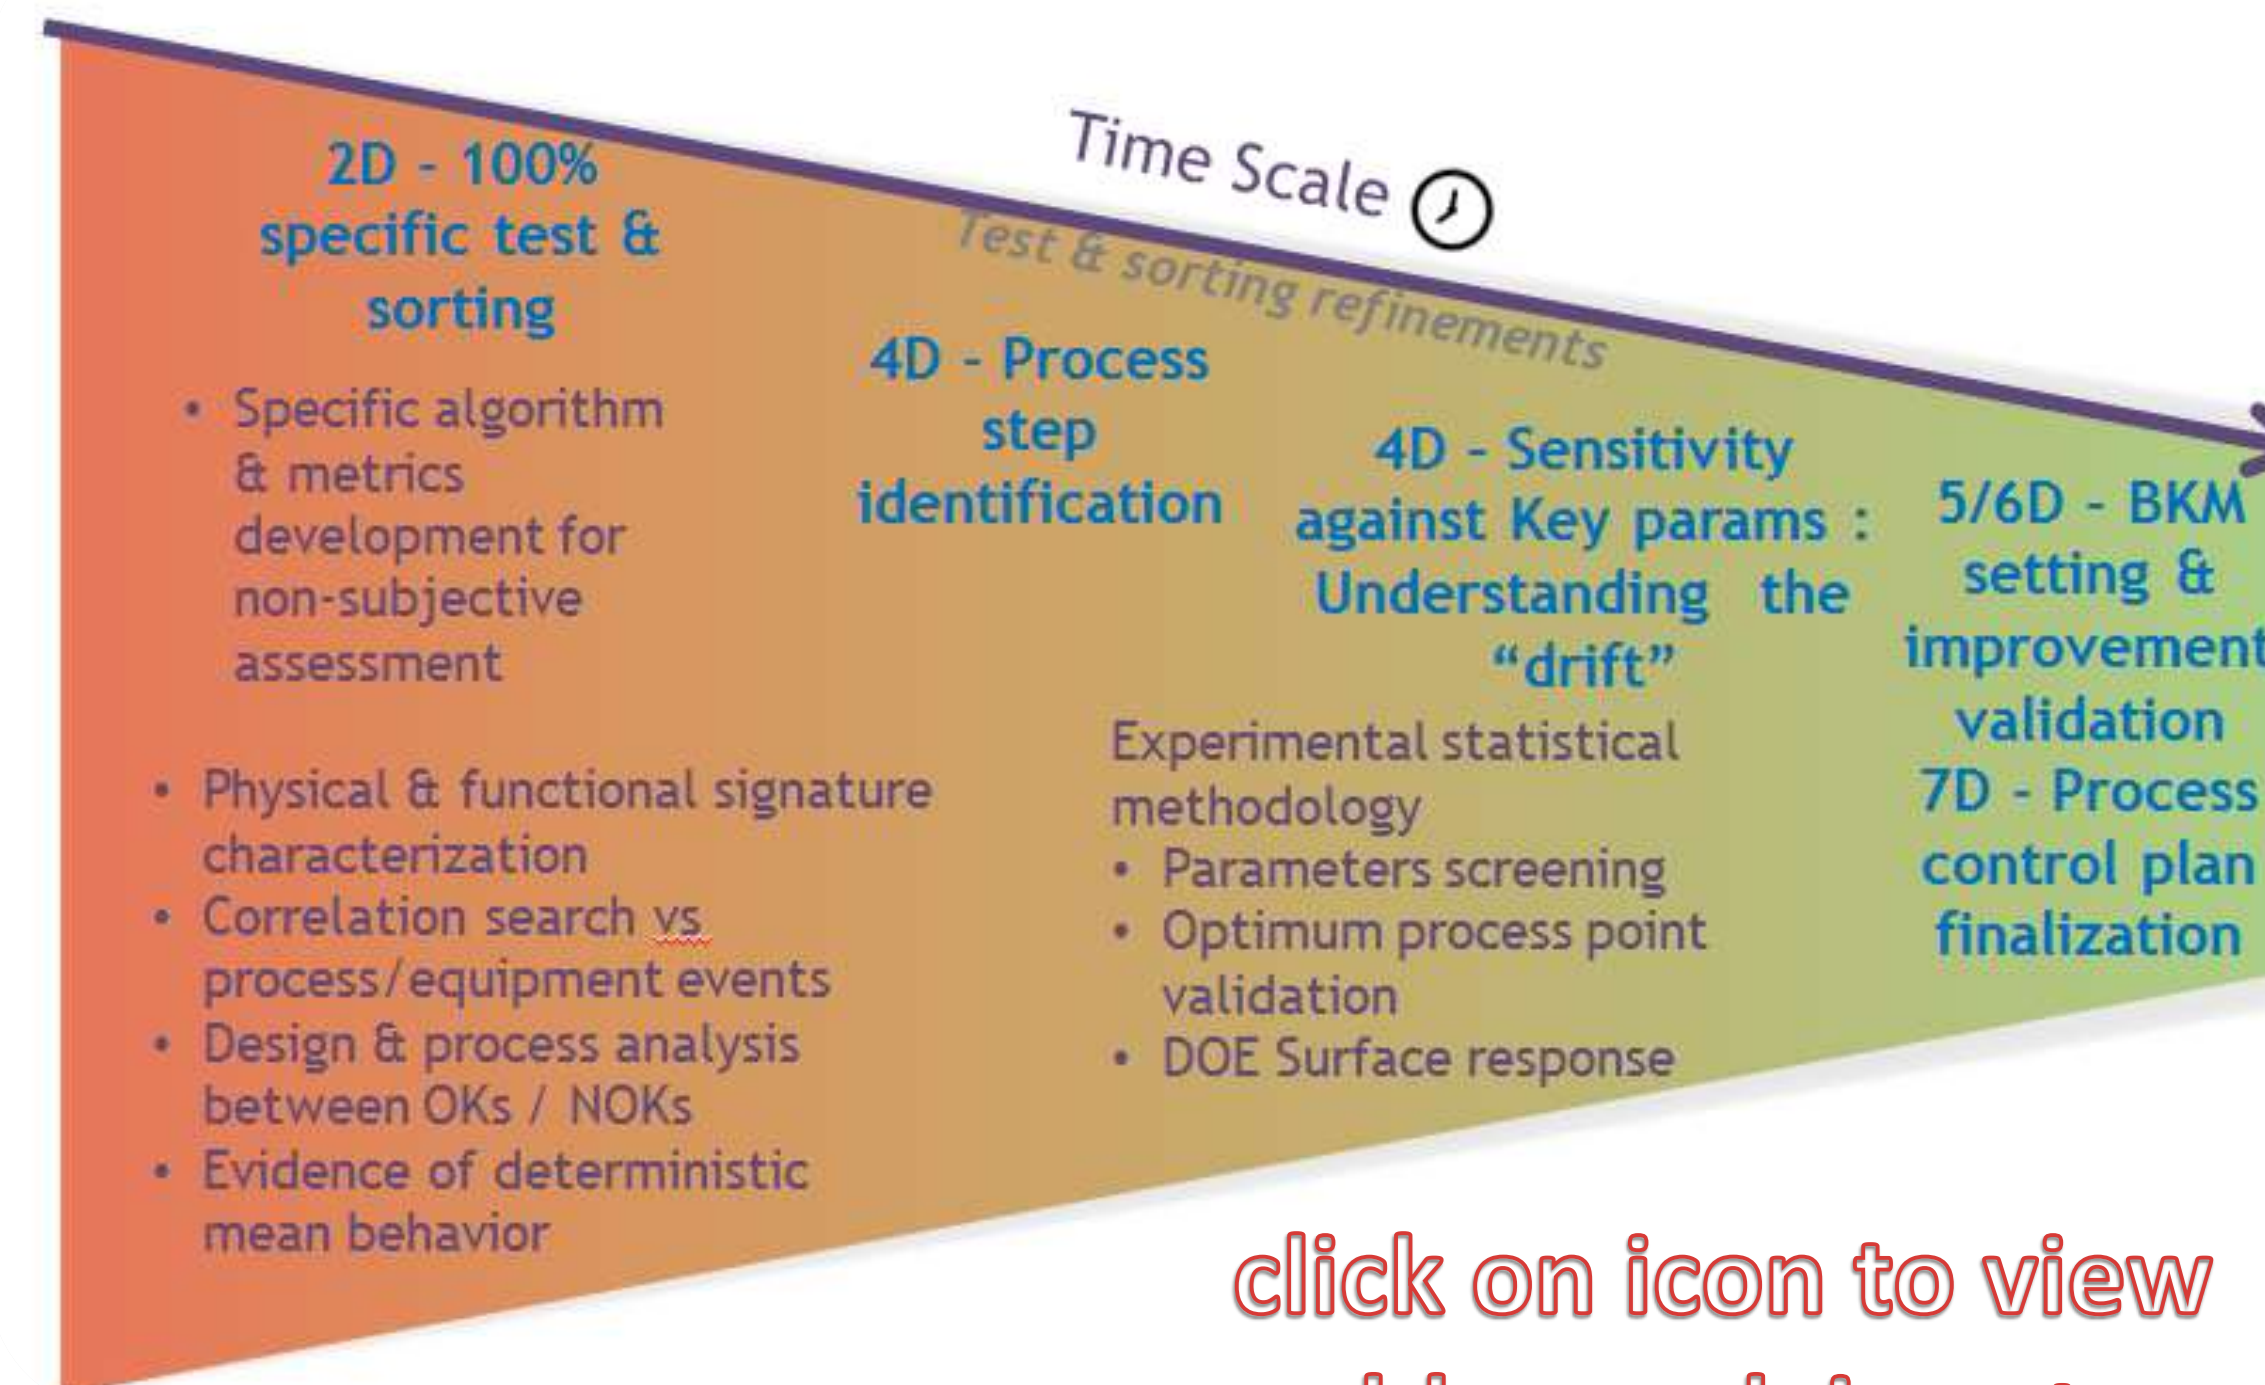 Time Scale
Test & sorting refinements
2D - 100%
specific test &
sorting
• Specific algorithm
& metrics
development for
non-subjective
assessment
• Physical & functional signature
characterization
• Correlation search vs
process/equipment events
• Design & process analysis
between OKs / NOKs
• Evidence of deterministic
mean behavior
4D - Process
step
identification
4D - Sensitivity
against Key params :
Understanding the
“drift”
Experimental statistical
methodology
• Parameters screening
• Optimum process point
validation
• DOE Surface response
5/6D - BKM
setting &
improvement
validation
7D - Process
control plan
finalization
click on icon to view